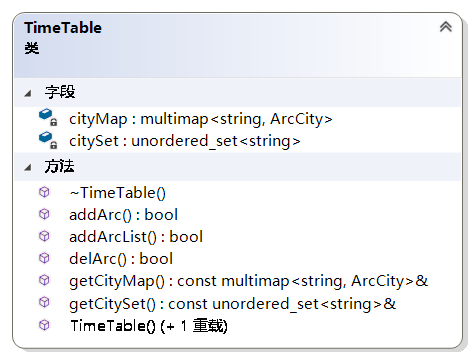 TimeTable
类
字段
cityMap : multimap<string, ArcCity>
citySet : unordered_set<string>
方法
~TimeTable()
addArc() : bool
addArcList() : bool
delArc() : bool
getCityMap() : const multimap<string, ArcCity>&
getCitySet() : const unordered_set<string>&
TimeTable() (+ 1 重载)